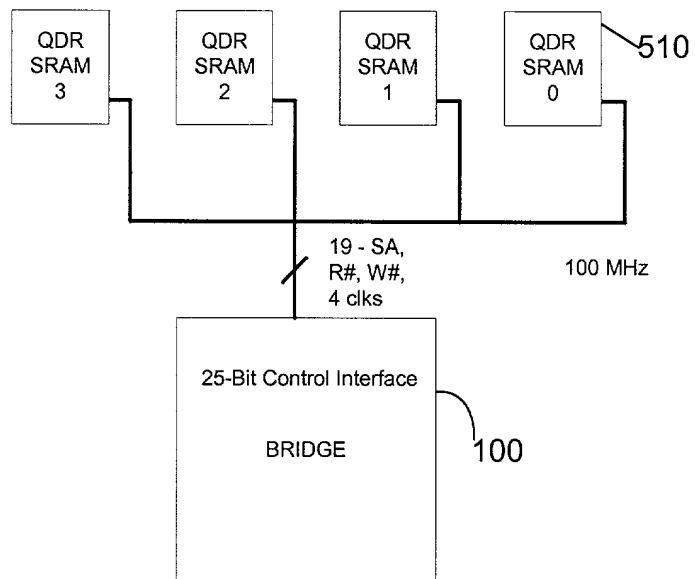 QDR
SRAM
3
QDR
SRAM
2
QDR
SRAM
1
QDR
SRAM
0
510
19 - SA,
R#, W#,
4 clks
100 MHz
25-Bit Control Interface
BRIDGE
100